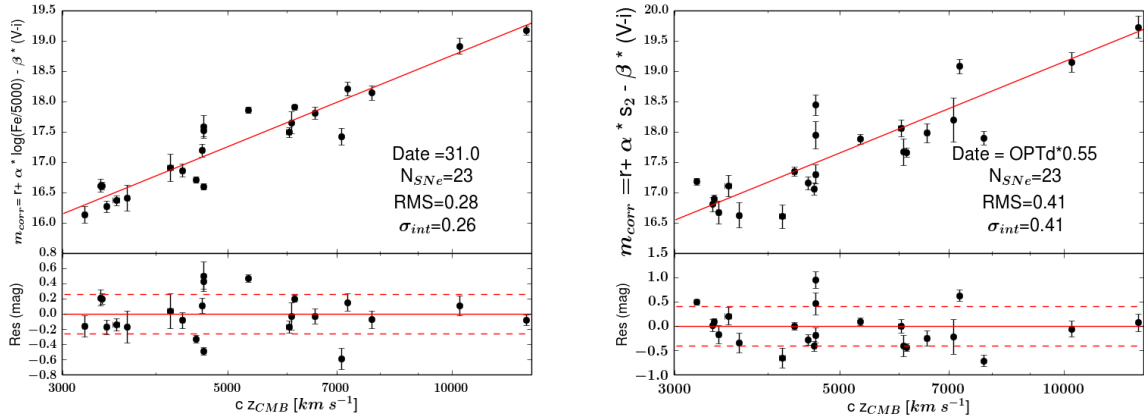 m_corr = r+ α* log(Fe/5000) - β* (V-i)
19.5
19.0
18.5
18.0
17.5
17.0
16.5
16.0
Date =31.0
N_SNe=23
RMS=0.28
σ_int=0.26
Res (mag)
0.8
0.6
0.4
0.2
0.0
−0.2
−0.4
−0.6
−0.8
3000 5000 7000 10000
c z_CMB [km s⁻¹]
m_corr =r+ α* s₂ - β* (V-i)
20.0
19.5
19.0
18.5
18.0
17.5
17.0
16.5
Date = OPTd*0.55
N_SNe=23
RMS=0.41
σ_int=0.41
Res (mag)
1.5
1.0
0.5
0.0
−0.5
−1.0
3000 5000 7000 10000
c z_CMB [km s⁻¹]